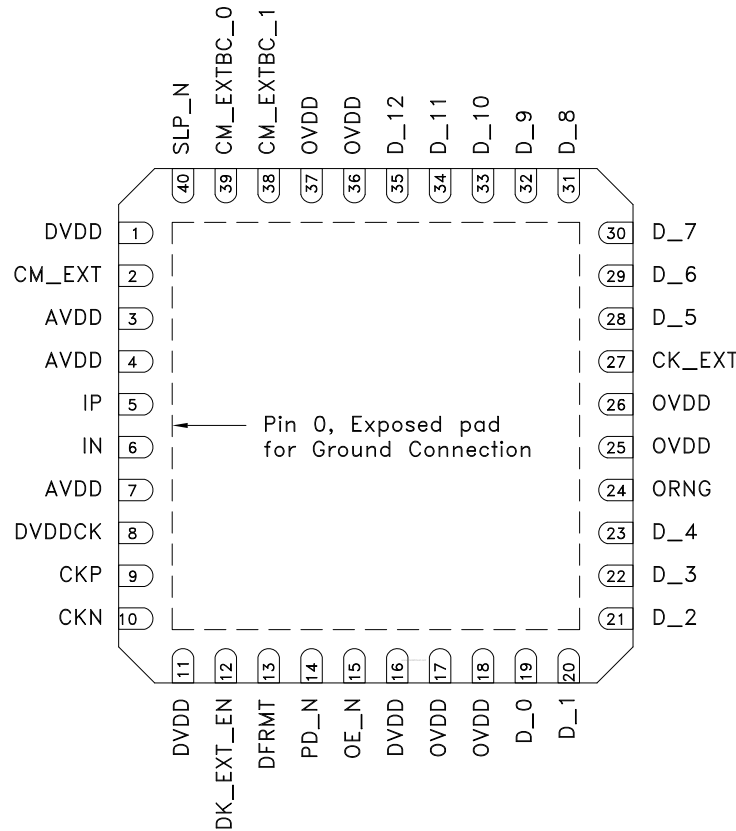 SLP_N
CM_EXTBC_0
CM_EXTBC_1
OVDD
OVDD
D_12
D_11
D_10
D_9
D_8
40
39
38
37
36
35
34
33
32
31
DVDD 1
CM_EXT 2
AVDD 3
AVDD 4
IP 5
IN 6
AVDD 7
DVDDCK 8
CKP 9
CKN 10
Pin 0, Exposed pad
for Ground Connection
30 D_7
29 D_6
28 D_5
27 CK_EXT
26 OVDD
25 OVDD
24 ORNG
23 D_4
22 D_3
21 D_2
11
12
13
14
15
16
17
18
19
20
DVDD
DK_EXT_EN
DFRMT
PD_N
OE_N
DVDD
OVDD
OVDD
D_0
D_1